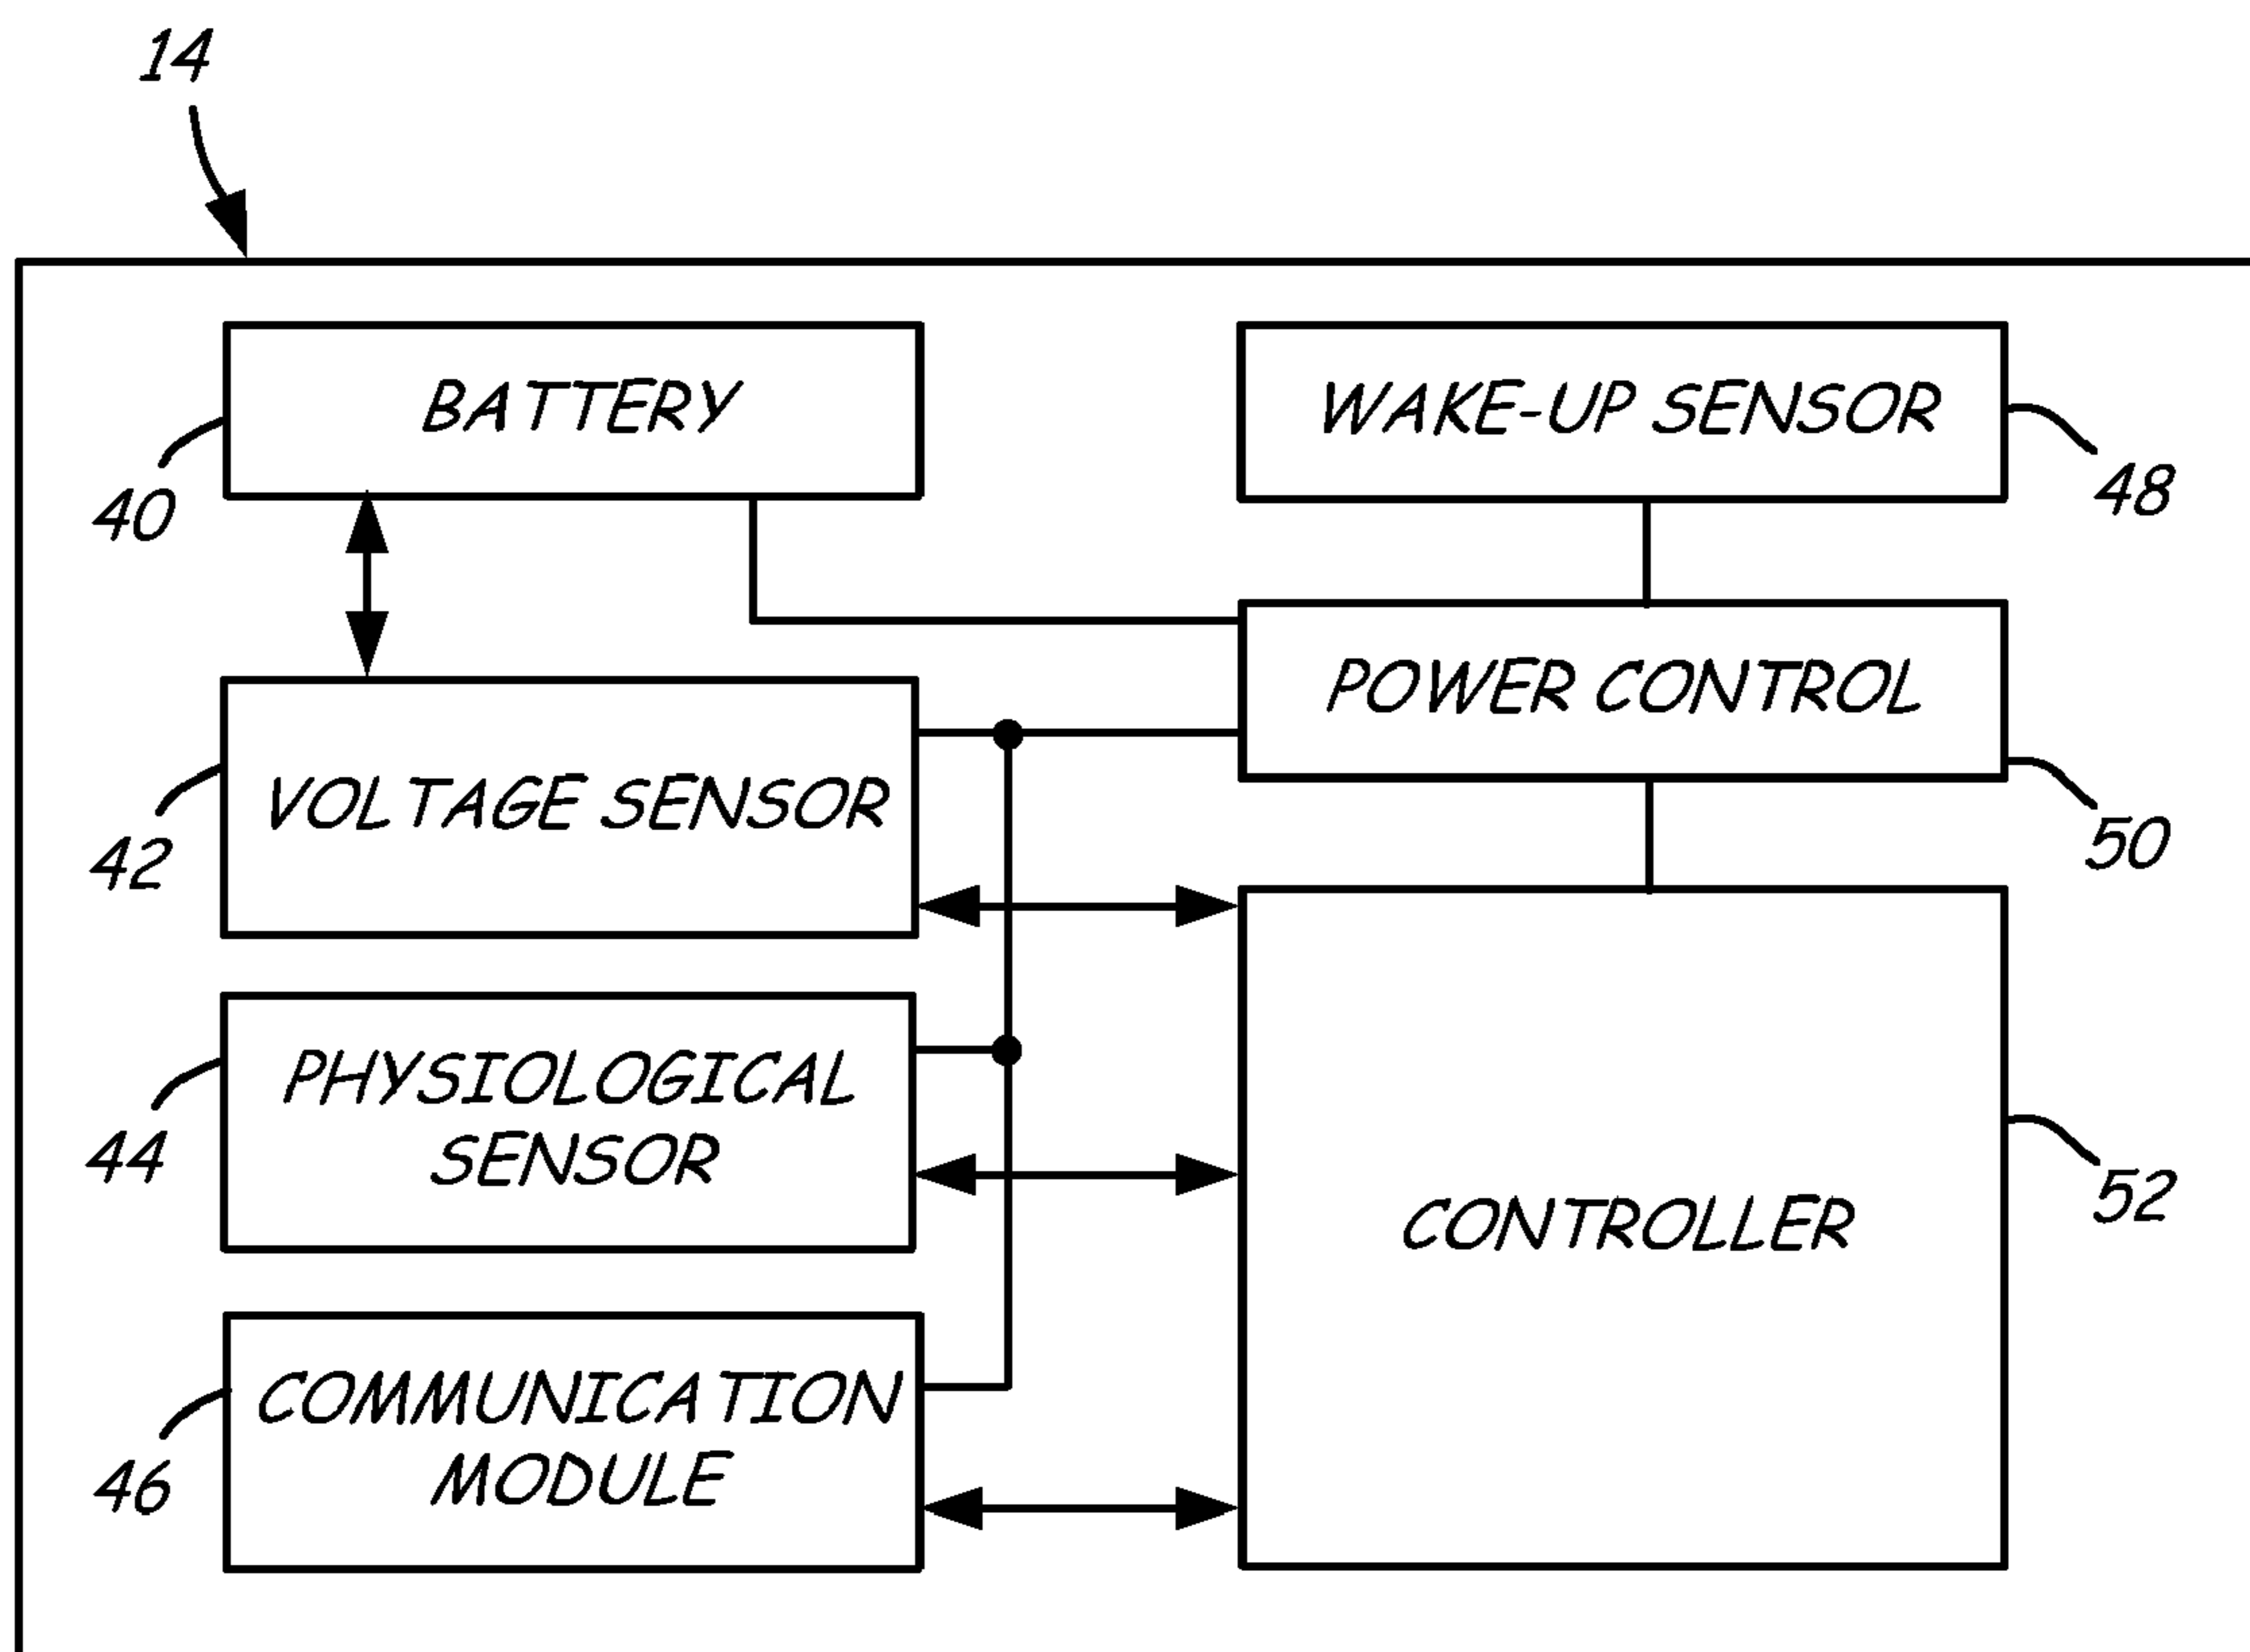 14
BATTERY
WAKE-UP SENSOR
40
48
POWER CONTROL
VOLTAGE SENSOR
42
50
PHYSIOLOGICAL
SENSOR
44
52
CONTROLLER
COMMUNICATION
MODULE
46